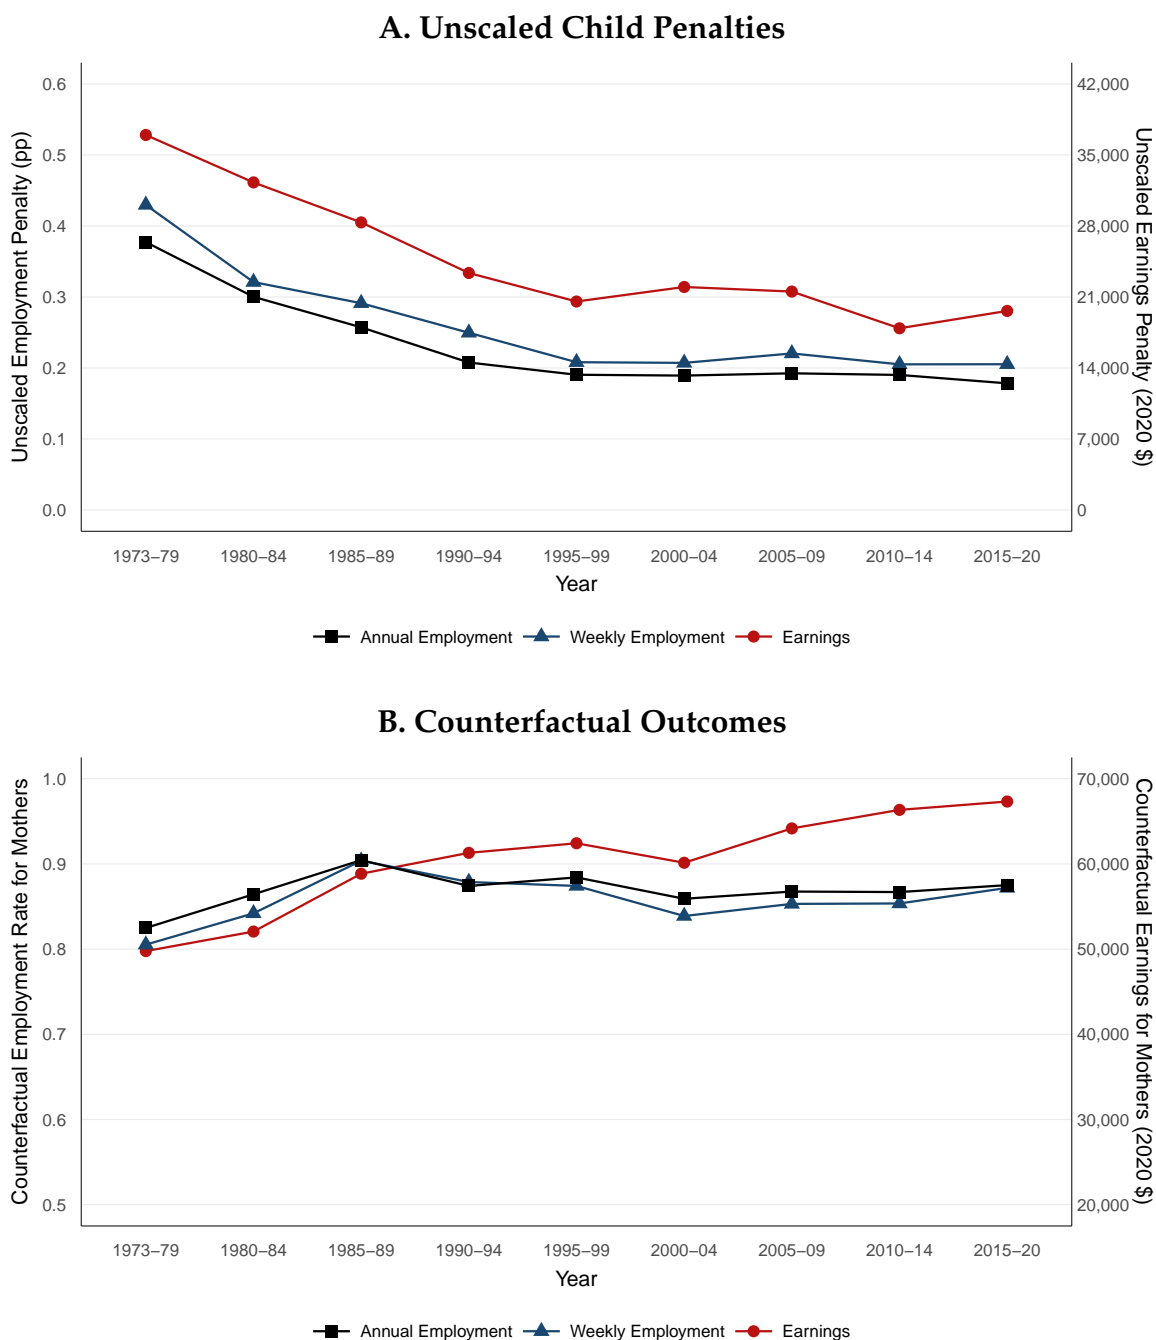 A. Unscaled Child Penalties
Unscaled Employment Penalty (pp)
0.6
0.5
0.4
0.3
0.2
0.1
0.0
42,000
35,000
28,000
21,000
14,000
7,000
0
Unscaled Earnings Penalty (2020 $)
1973–79 1980–84 1985–89 1990–94 1995–99 2000–04 2005–09 2010–14 2015–20
Year
Annual Employment Weekly Employment Earnings
B. Counterfactual Outcomes
Counterfactual Employment Rate for Mothers
1.0
0.9
0.8
0.7
0.6
0.5
70,000
60,000
50,000
40,000
30,000
20,000
Counterfactual Earnings for Mothers (2020 $)
1973–79 1980–84 1985–89 1990–94 1995–99 2000–04 2005–09 2010–14 2015–20
Year
Annual Employment Weekly Employment Earnings